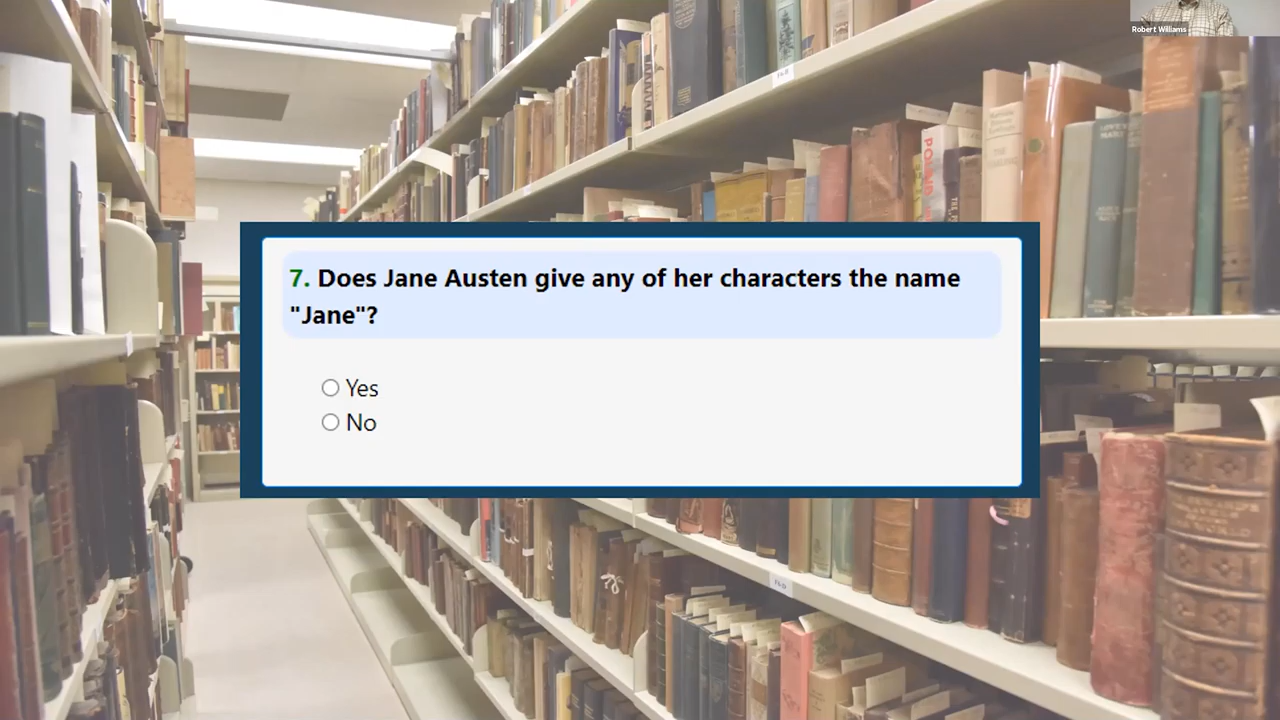 Robert Williams
7. Does Jane Austen give any of her characters the name
"Jane"?
Yes
No